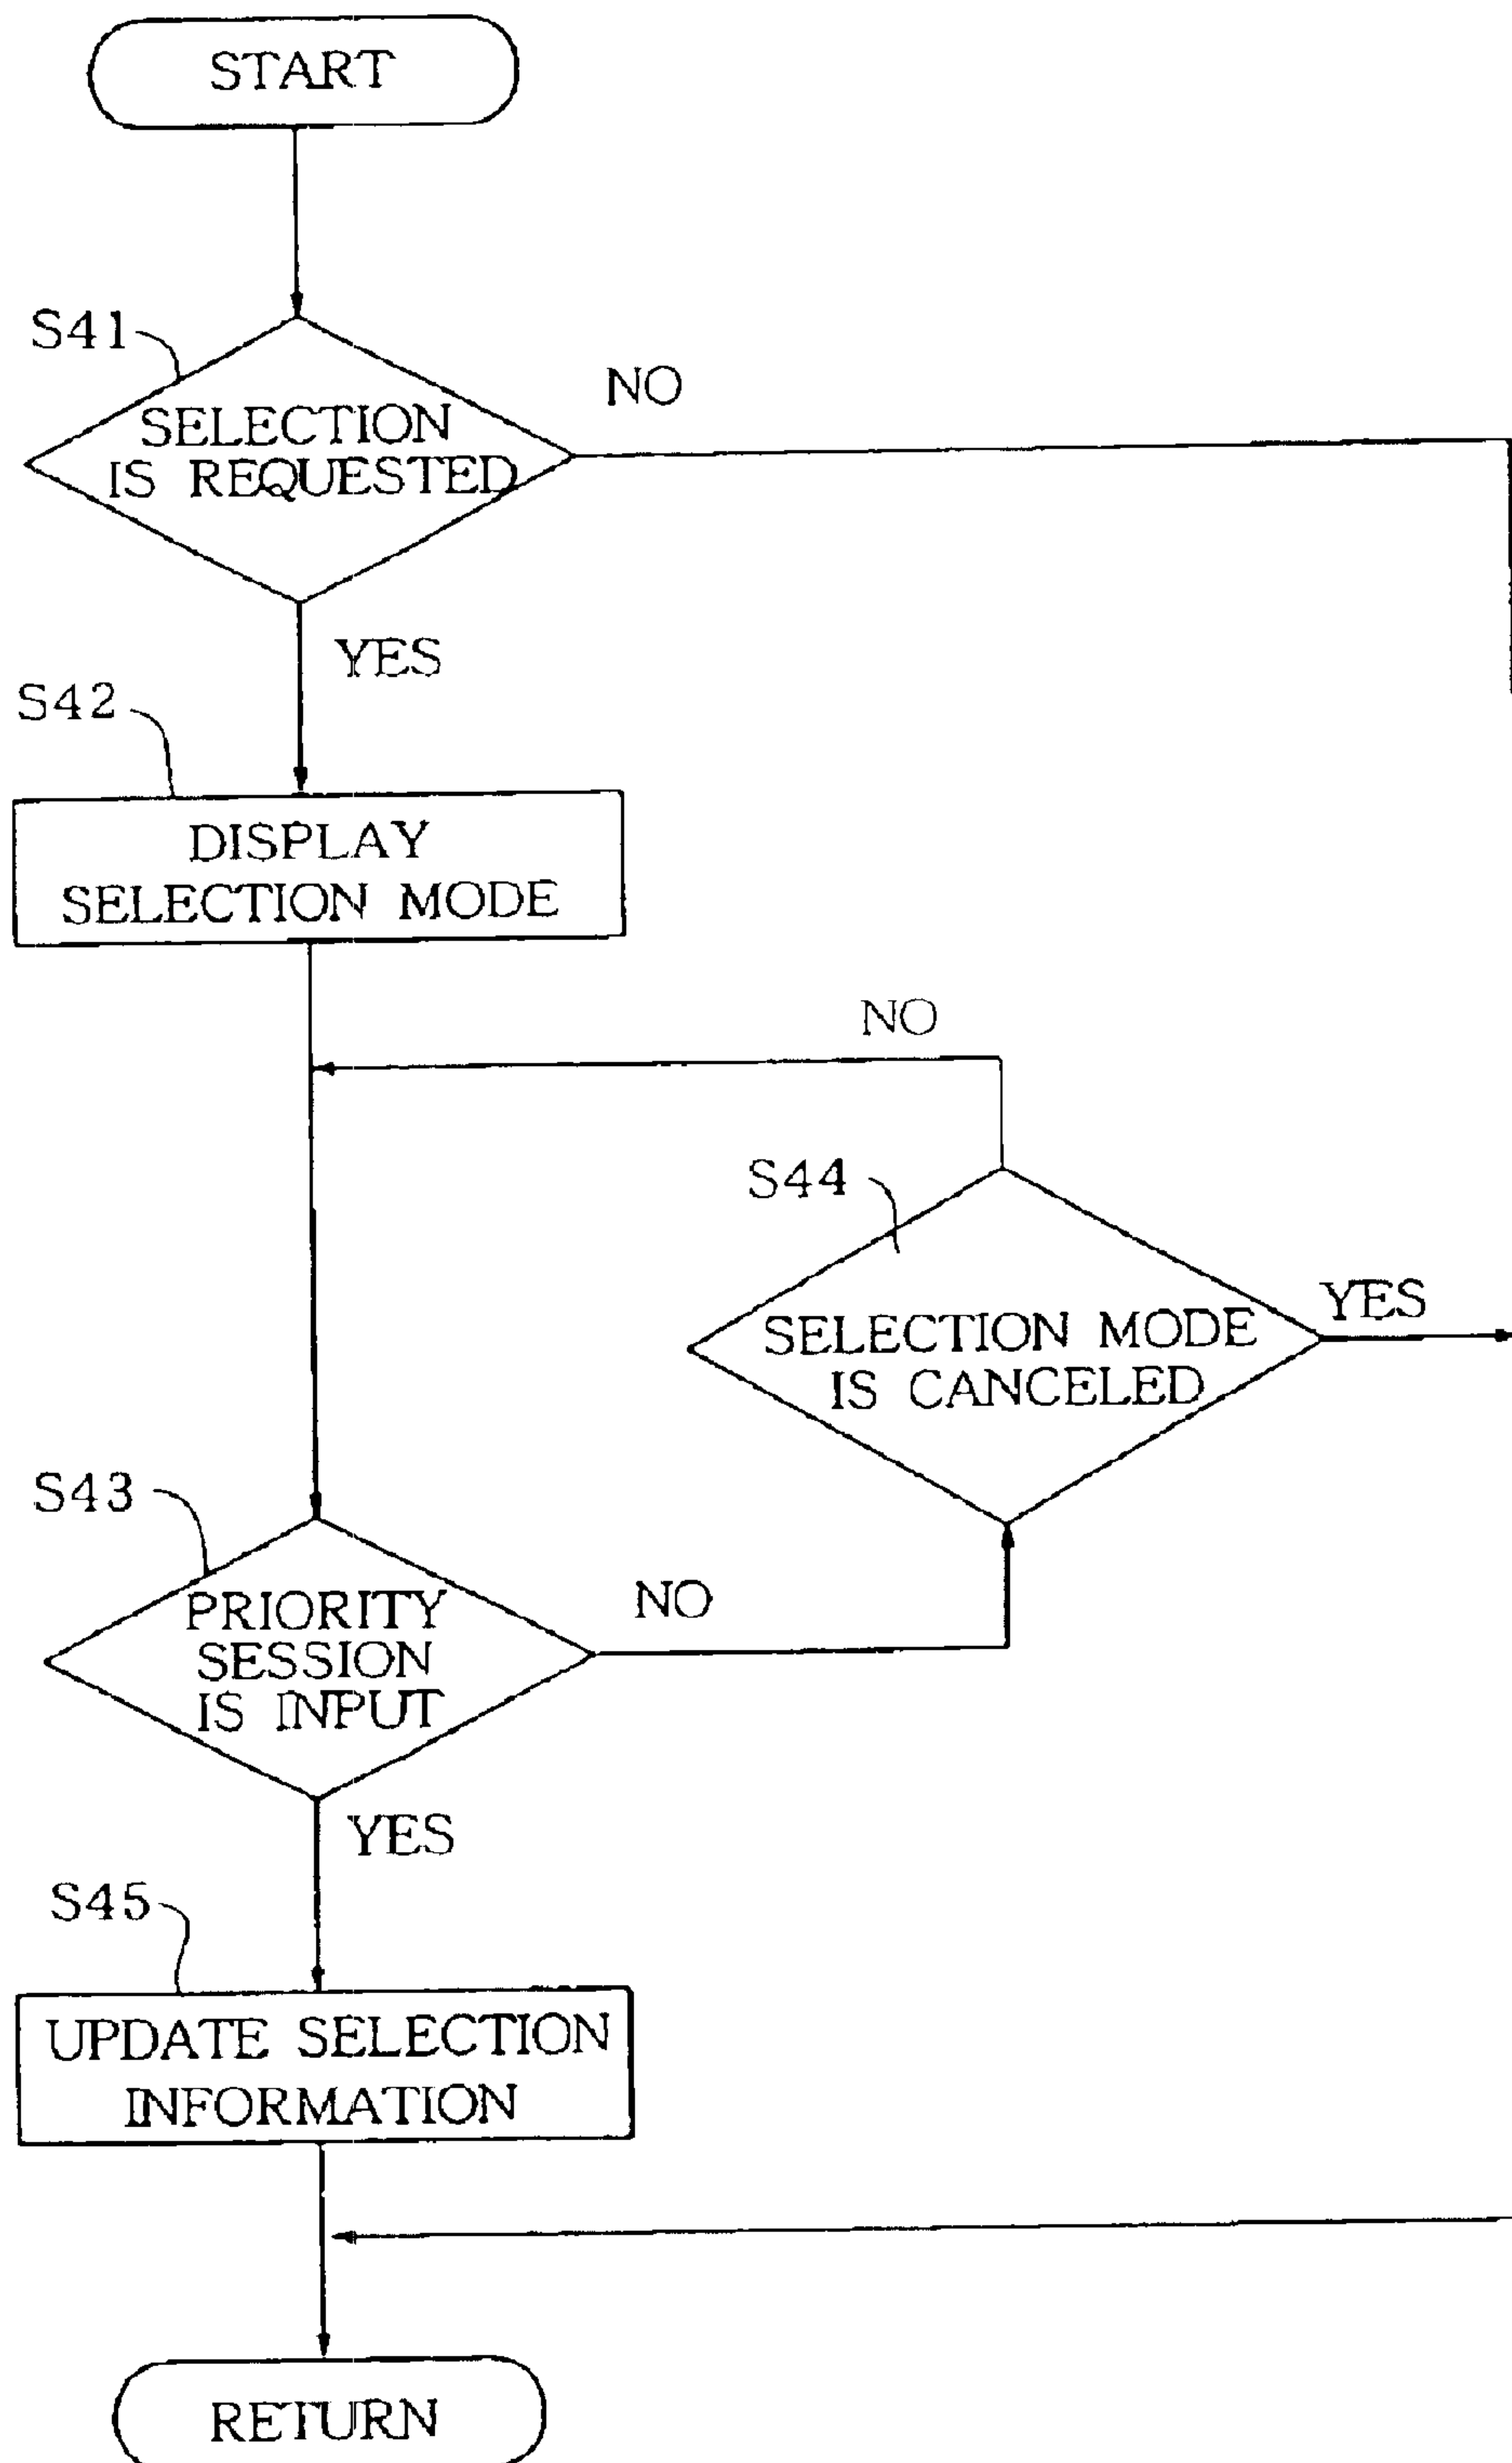 START
S41
NO
SELECTION
IS REQUESTED
YES
S42
DISPLAY
SELECTION MODE
NO
S44
YES
SELECTION MODE
IS CANCELED
S43
NO
PRIORITY
SESSION
IS INPUT
YES
S45
UPDATE SELECTION
INFORMATION
RETURN